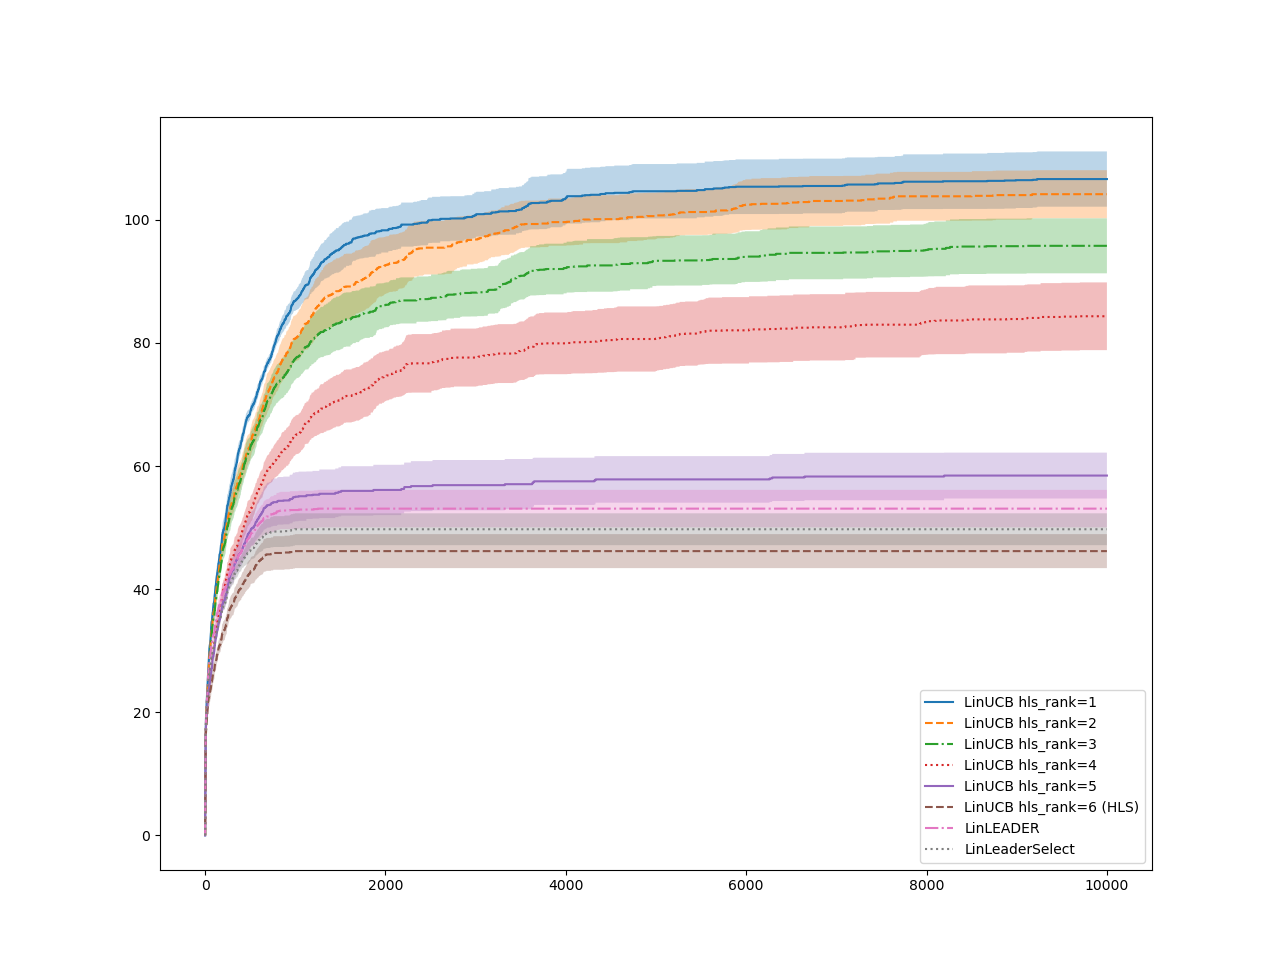 100
80
60
40
20
0
0 2000 4000 6000 8000 10000
LinUCB hls_rank=1
LinUCB hls_rank=2
LinUCB hls_rank=3
LinUCB hls_rank=4
LinUCB hls_rank=5
LinUCB hls_rank=6 (HLS)
LinLEADER
LinLeaderSelect